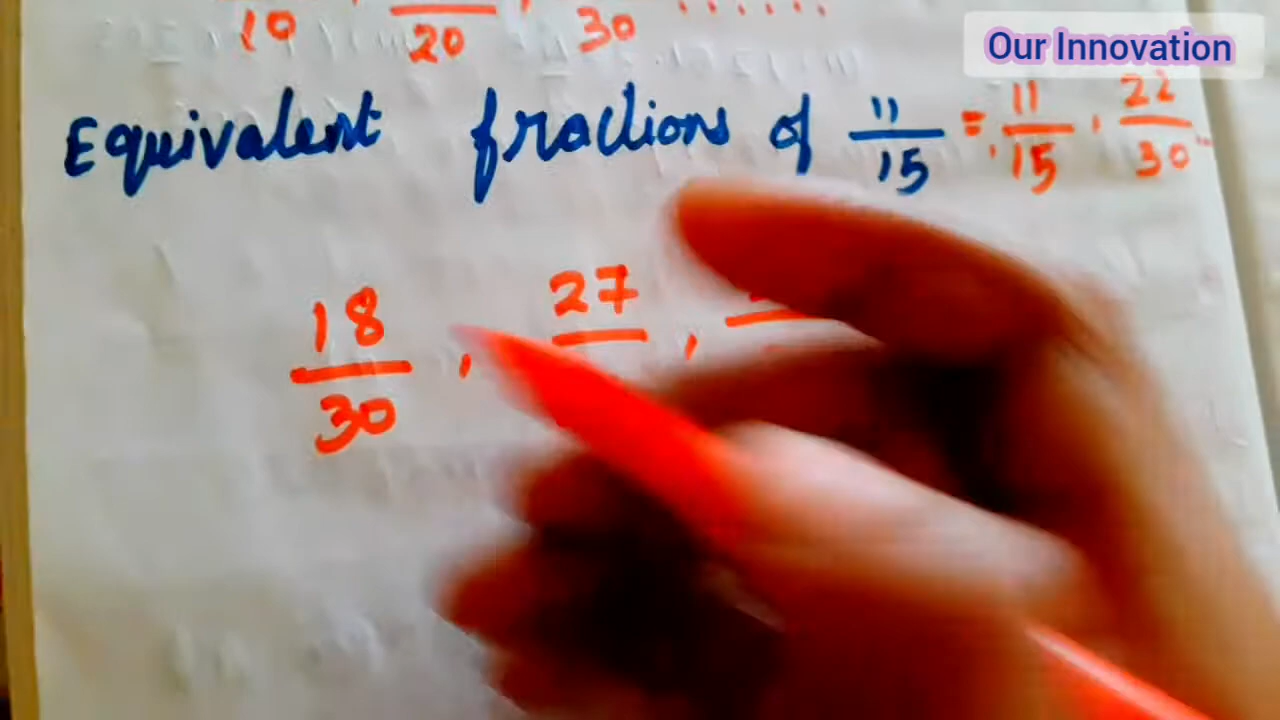 10 , 20 , 30 ......
Our Innovation
Equivalent fractions of 11/15 = 11/15 , 22/30 ..
18/30 , 27 ,